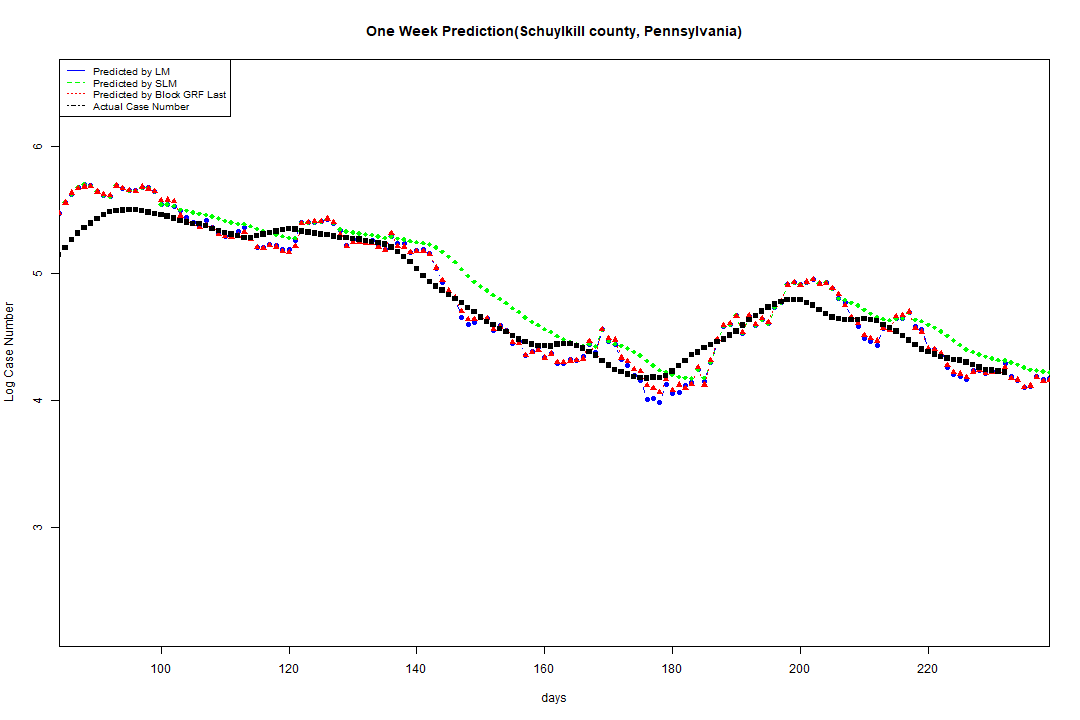 One Week Prediction(Schuylkill county, Pennsylvania)
Predicted by LM
Predicted by SLM
Predicted by Block GRF Last
Actual Case Number
6
5
4
3
Log Case Number
100 120 140 160 180 200 220
days